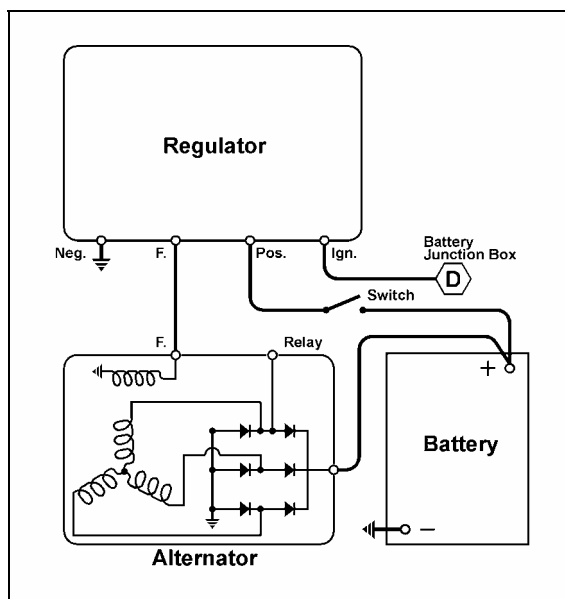 Regulator
Neg.
F.
Pos.
Ign.
Battery
Junction Box
D
Switch
F.
Relay
+
Battery
−
Alternator